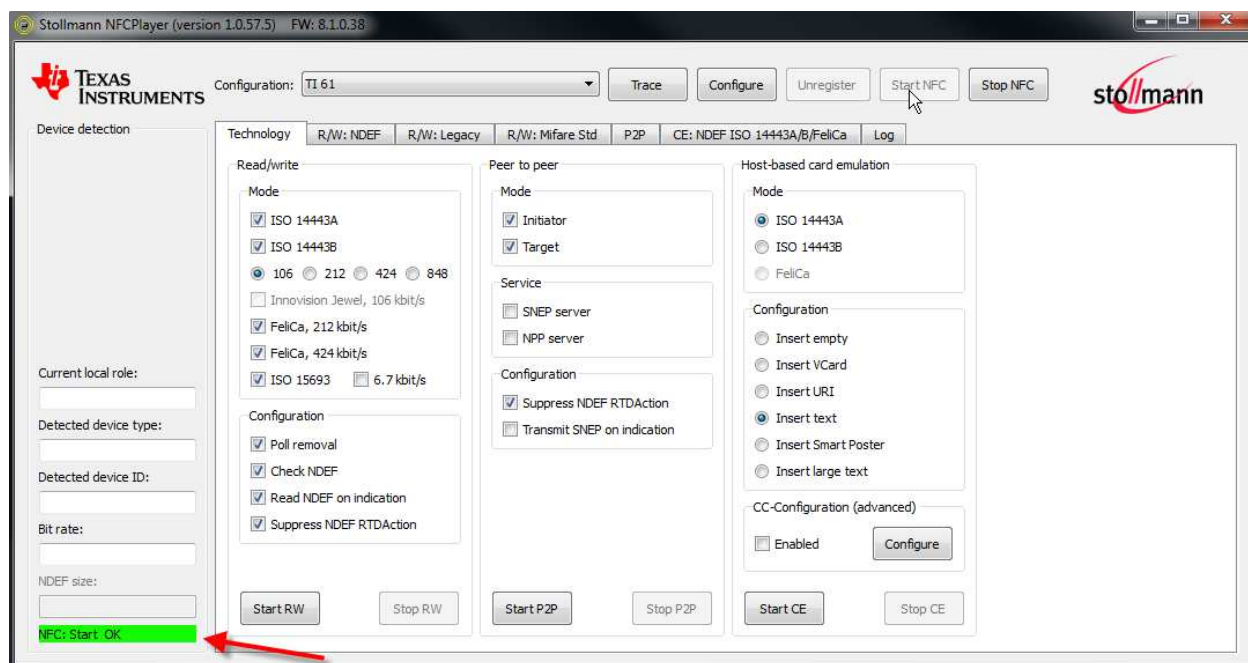 Stollmann NFCPlayer (version 1.0.57.5) FW: 8.1.0.38
TEXAS INSTRUMENTS
Configuration: TI 61 Trace Configure Unregister Start NFC Stop NFC
stollmann
Device detection
Current local role:
Detected device type:
Detected device ID:
Bit rate:
NDEF size:
NFC: Start OK
Technology R/W: NDEF R/W: Legacy R/W: Mifare Std P2P CE: NDEF ISO 14443A/B/FeliCa Log
Read/write
Mode
ISO 14443A
ISO 14443B
106 212 424 848
Innovision Jewel, 106 kbit/s
FeliCa, 212 kbit/s
FeliCa, 424 kbit/s
ISO 15693 6.7 kbit/s
Configuration
Poll removal
Check NDEF
Read NDEF on indication
Suppress NDEF RTDAction
Start RW Stop RW
Peer to peer
Mode
Initiator
Target
Service
SNEP server
NPP server
Configuration
Suppress NDEF RTDAction
Transmit SNEP on indication
Start P2P Stop P2P
Host-based card emulation
Mode
ISO 14443A
ISO 14443B
FeliCa
Configuration
Insert empty
Insert VCard
Insert URI
Insert text
Insert Smart Poster
Insert large text
CC-Configuration (advanced)
Enabled Configure
Start CE Stop CE